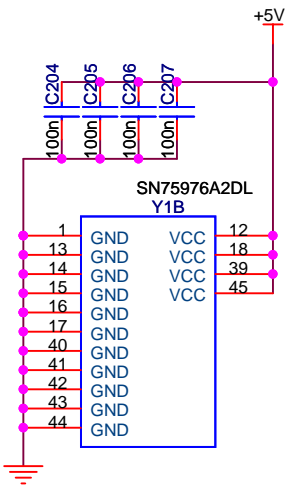 +5V
C204 C205 C206 C207
100n 100n 100n 100n
SN75976A2DL
Y1B
1 GND VCC 12
13 GND VCC 18
14 GND VCC 39
15 GND VCC 45
16 GND
17 GND
40 GND
41 GND
42 GND
43 GND
44 GND